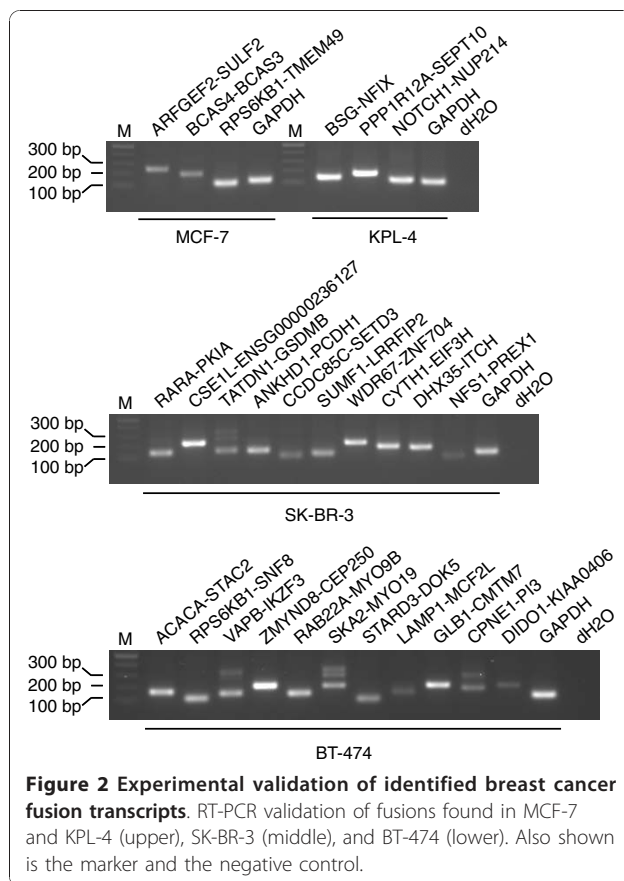 M
ARFGEF2-SULF2
BCAS4-BCAS3
RPS6KB1-TMEM49
GAPDH
M
BSG-NFIX
PPP1R12A-SEPT10
NOTCH1-NUP214
GAPDH
dH2O
300 bp
200 bp
100 bp
MCF-7
KPL-4
M
RARA-PKIA
CSE1L-ENSG00000236127
TATDN1-GSDMB
ANKHD1-PCDH1
CCDC85C-SETD3
SUMF1-LRRFIP2
WDR67-ZNF704
CYTH1-EIF3H
DHX35-ITCH
NFS1-PREX1
GAPDH
dH2O
300 bp
200 bp
100 bp
SK-BR-3
M
ACACA-STAC2
RPS6KB1-SNF8
VAPB-IKZF3
ZMYND8-CEP250
RAB22A-MYO9B
SKA2-MYO19
STARD3-DOK5
LAMP1-MCF2L
GLB1-CMTM7
CPNE1-PI3
DIDO1-KIAA0406
GAPDH
dH2O
300 bp
200 bp
100 bp
BT-474
Figure 2 Experimental validation of identified breast cancer
fusion transcripts. RT-PCR validation of fusions found in MCF-7
and KPL-4 (upper), SK-BR-3 (middle), and BT-474 (lower). Also shown
is the marker and the negative control.